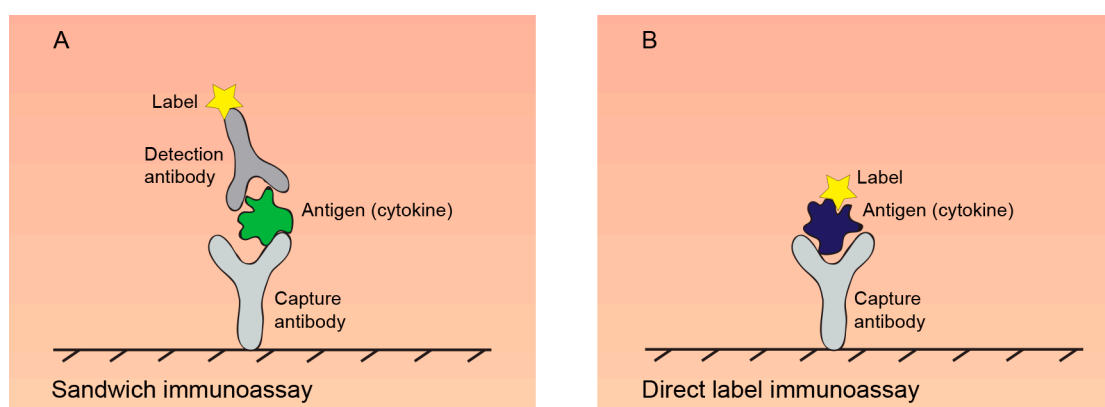 A
Label
Detection
antibody
Antigen (cytokine)
Capture
antibody
Sandwich immunoassay
B
Label
Antigen (cytokine)
Capture
antibody
Direct label immunoassay